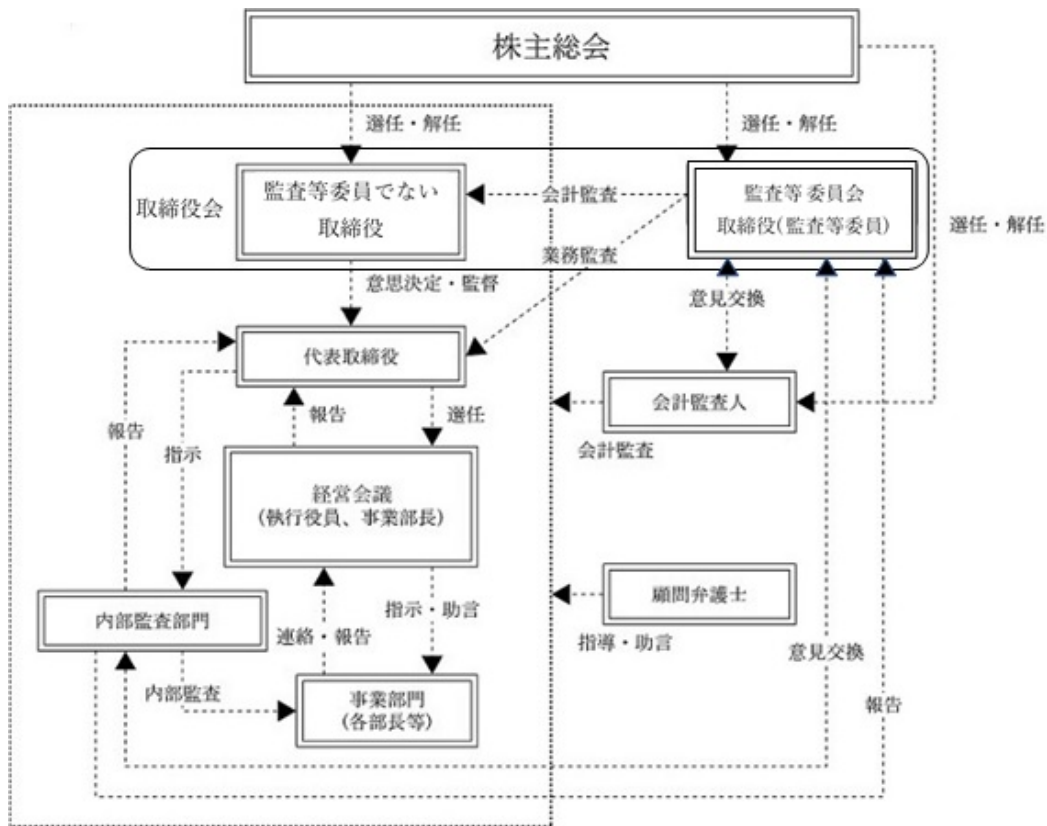 株主総会
選任・解任
選任・解任
取締役会
監査等委員でない
取締役
会計監査
監査等 委員会
取締役(監査等委員)
選任・解任
業務監査
意思決定・監督
意見交換
代表取締役
会計監査人
報告
選任
報告
指示
会計監査
経営会議
(執行役員、事業部長)
顧問弁護士
指示・助言
内部監査部門
連絡・報告
指導・助言
意見交換
内部監査
事業部門
(各部長等)
報告